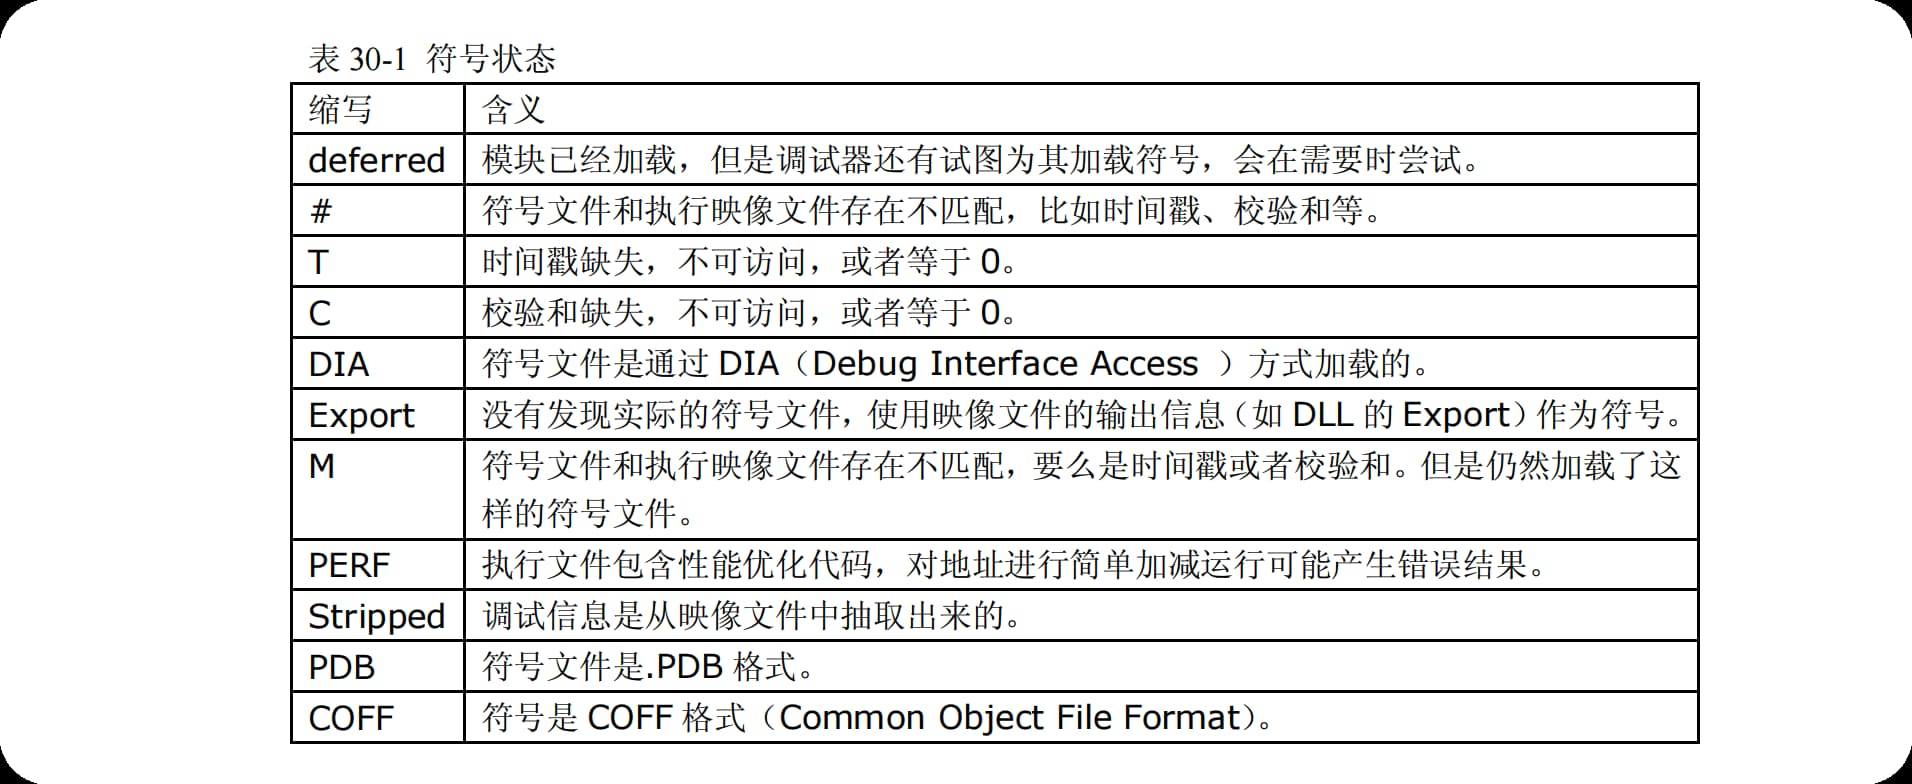 表 30-1 符号状态
缩写 含义
deferred 模块已经加载，但是调试器还有试图为其加载符号，会在需要时尝试。
# 符号文件和执行映像文件存在不匹配，比如时间戳、校验和等。
T 时间戳缺失，不可访问，或者等于 0。
C 校验和缺失，不可访问，或者等于 0。
DIA 符号文件是通过 DIA（Debug Interface Access ）方式加载的。
Export 没有发现实际的符号文件，使用映像文件的输出信息（如 DLL 的 Export）作为符号。
M 符号文件和执行映像文件存在不匹配，要么是时间戳或者校验和。但是仍然加载了这
样的符号文件。
PERF 执行文件包含性能优化代码，对地址进行简单加减运行可能产生错误结果。
Stripped 调试信息是从映像文件中抽取出来的。
PDB 符号文件是.PDB 格式。
COFF 符号是 COFF 格式（Common Object File Format）。